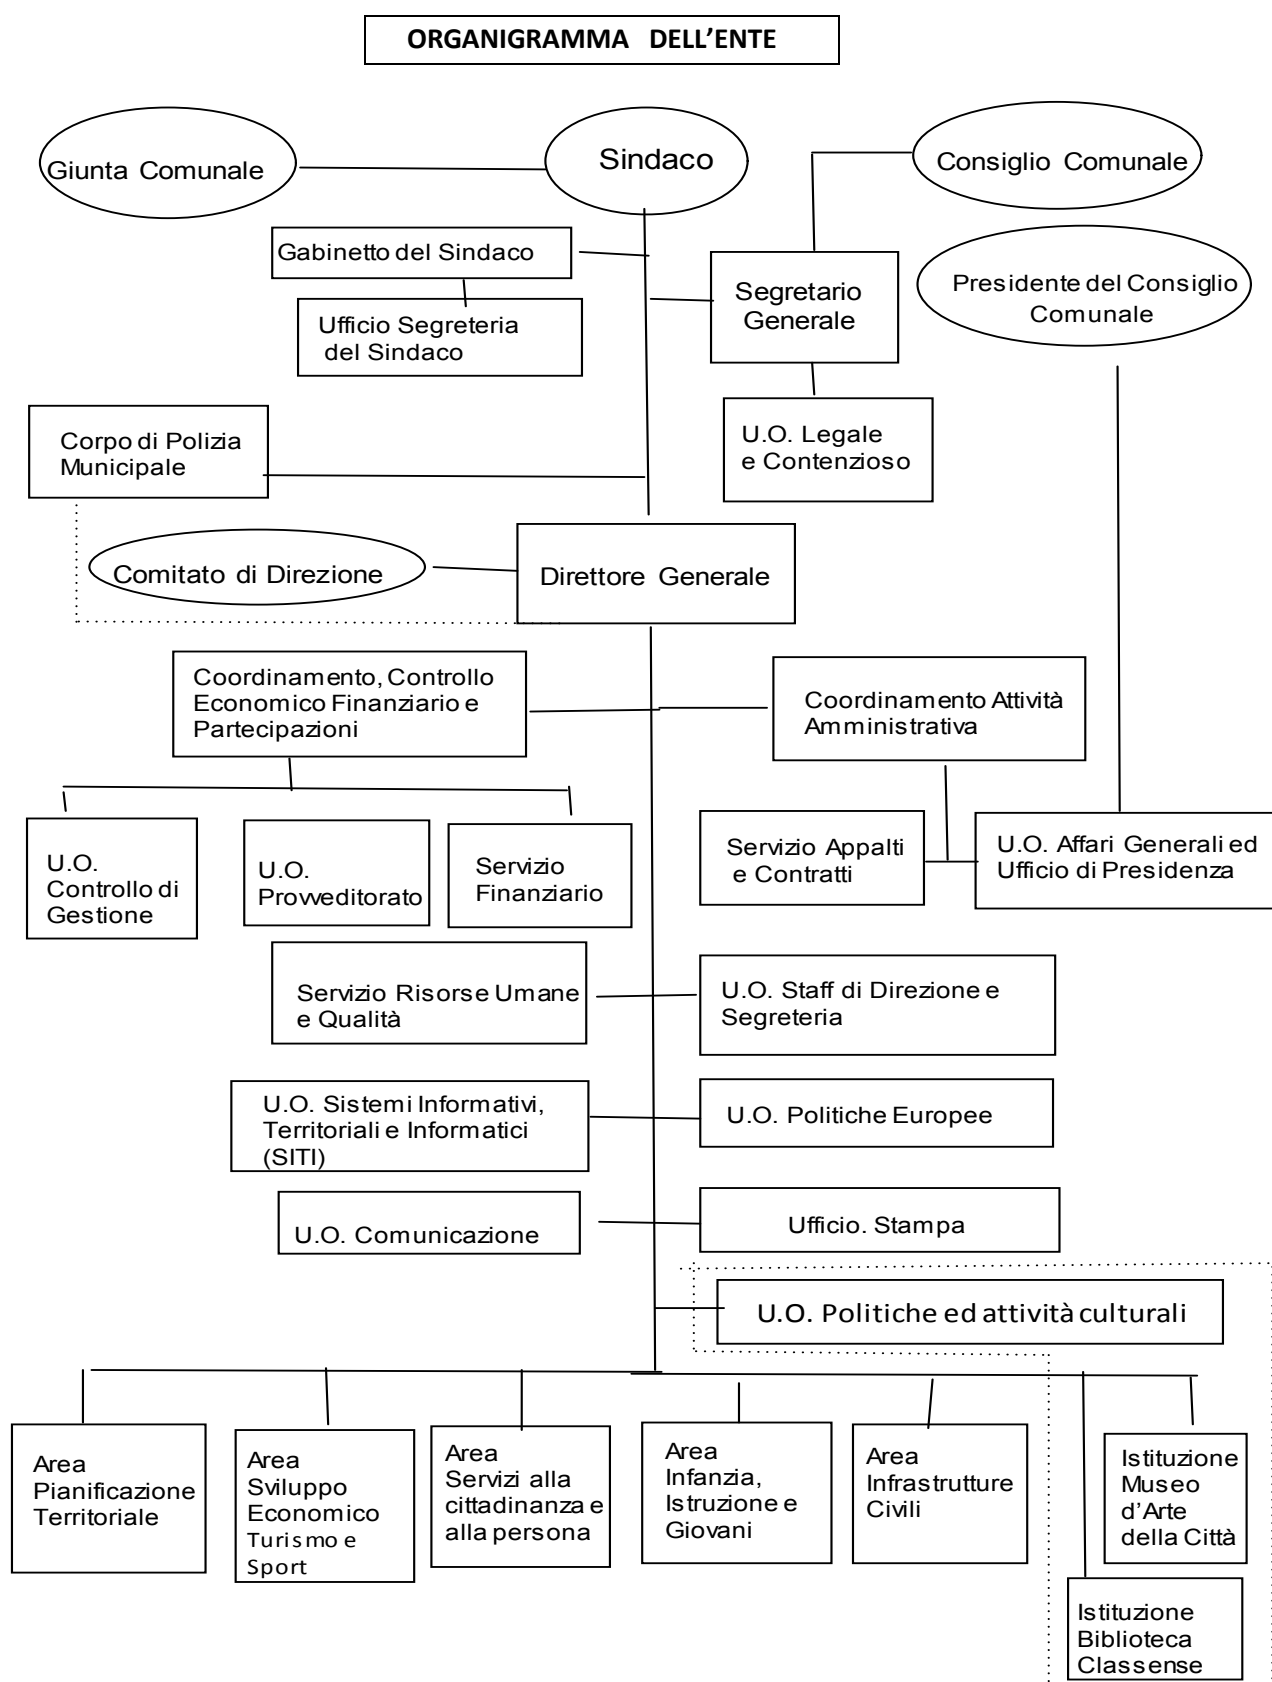 ORGANIGRAMMA DELL'ENTE
Giunta Comunale
Sindaco
Consiglio Comunale
Gabinetto del Sindaco
Ufficio Segreteria
del Sindaco
Segretario
Generale
Presidente del Consiglio
Comunale
Corpo di Polizia
Municipale
U.O. Legale
e Contenzioso
Comitato di Direzione
Direttore Generale
Coordinamento, Controllo
Economico Finanziario e
Partecipazioni
Coordinamento Attività
Amministrativa
U.O.
Controllo di
Gestione
U.O.
Provveditorato
Servizio
Finanziario
Servizio Appalti
e Contratti
U.O. Affari Generali ed
Ufficio di Presidenza
Servizio Risorse Umane
e Qualità
U.O. Staff di Direzione e
Segreteria
U.O. Sistemi Informativi,
Territoriali e Informatici
(SITI)
U.O. Politiche Europee
U.O. Comunicazione
Ufficio. Stampa
U.O. Politiche ed attività culturali
Area
Pianificazione
Territoriale
Area
Sviluppo
Economico
Turismo e
Sport
Area
Servizi alla
cittadinanza e
alla persona
Area
Infanzia,
Istruzione e
Giovani
Area
Infrastrutture
Civili
Istituzione
Museo
d'Arte
della Città
Istituzione
Biblioteca
Classense